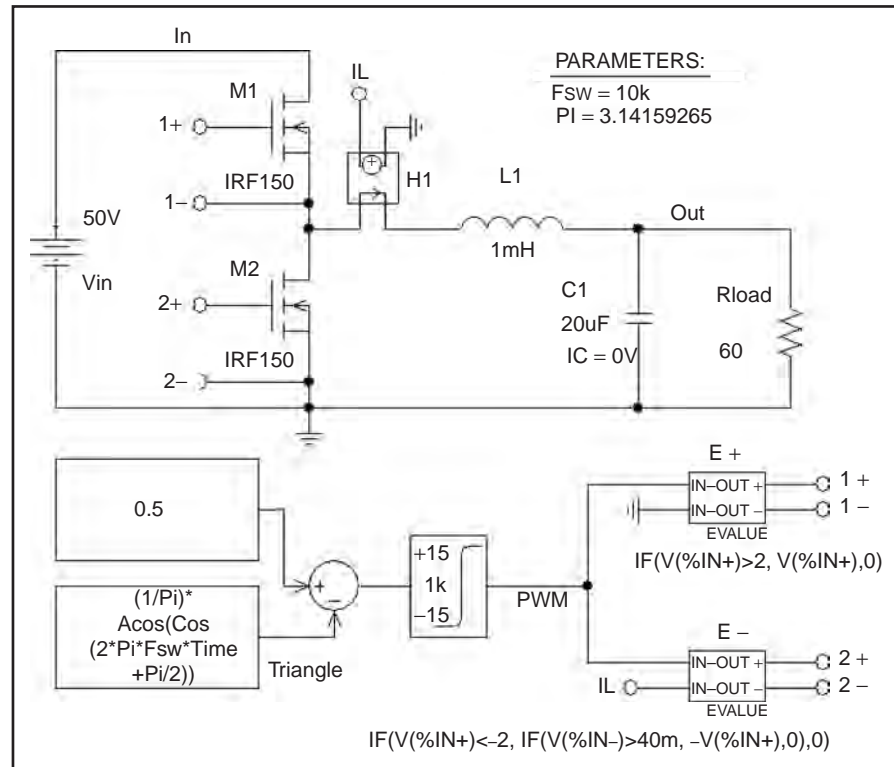 In
PARAMETERS:
FSW = 10k
PI = 3.14159265
M1
IL
1+
H1
L1
IRF150
1−
Out
50V
1mH
M2
Vin
C1
Rload
2+
20uF
60
IRF150
IC = 0V
2−
E +
0.5
IN−OUT +
1 +
IN−OUT −
1 −
EVALUE
+15
1k
−15
+
−
PWM
IF(V(%IN+)>2, V(%IN+),0)
(1/Pi)*
Acos(Cos
(2*Pi*Fsw*Time
+Pi/2))
Triangle
E −
IN−OUT +
2 +
IL
IN−OUT −
2 −
EVALUE
IF(V(%IN+)<−2, IF(V(%IN−)>40m, −V(%IN+),0),0)